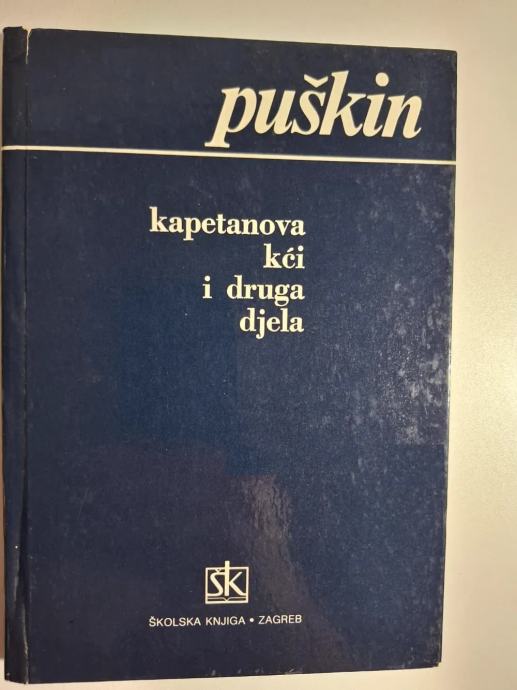 puškin
kapetanova
kći
i druga
djela
šk
ŠKOLSKA KNJIGA • ZAGREB